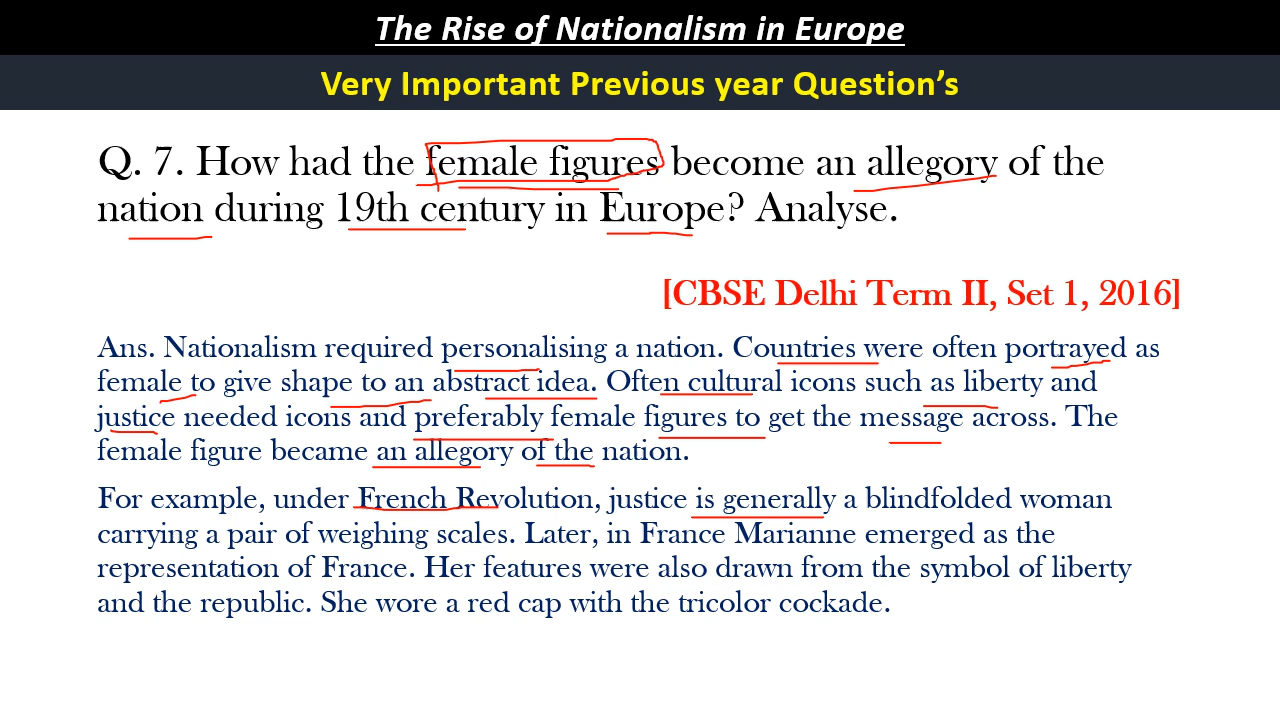 The Rise of Nationalism in Europe
Very Important Previous year Question's
Q. 7. How had the female figures become an allegory of the
nation during 19th century in Europe? Analyse.
[CBSE Delhi Term II, Set 1, 2016]
Ans. Nationalism required personalising a nation. Countries were often portrayed as
female to give shape to an abstract idea. Often cultural icons such as liberty and
justice needed icons and preferably female figures to get the message across. The
female figure became an allegory of the nation.
For example, under French Revolution, justice is generally a blindfolded woman
carrying a pair of weighing scales. Later, in France Marianne emerged as the
representation of France. Her features were also drawn from the symbol of liberty
and the republic. She wore a red cap with the tricolor cockade.